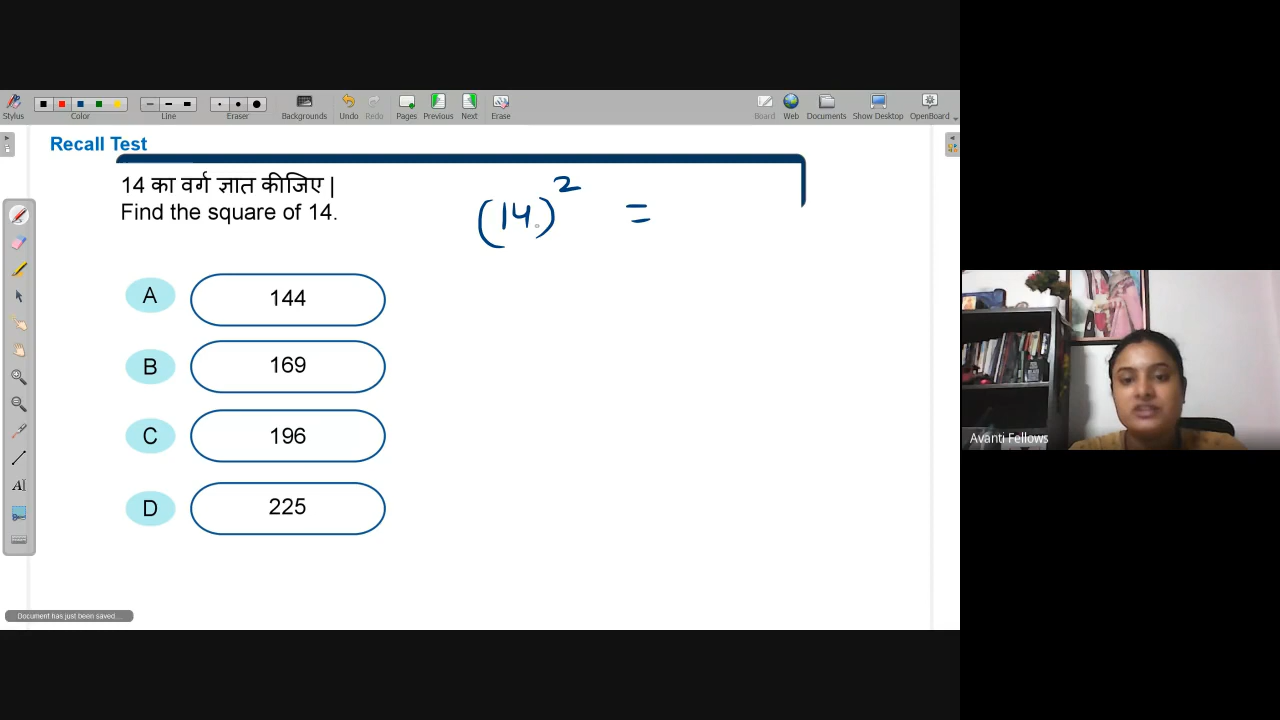 Stylus
Color
Line
Eraser
Backgrounds
Undo
Redo
Pages
Previous
Next
Erase
Board
Web
Documents
Show Desktop
OpenBoard
Recall Test
14 का वर्ग ज्ञात कीजिए |
Find the square of 14.
(14)² =
A 144
B 169
C 196
D 225
Avanti Fellows
Document has just been saved...